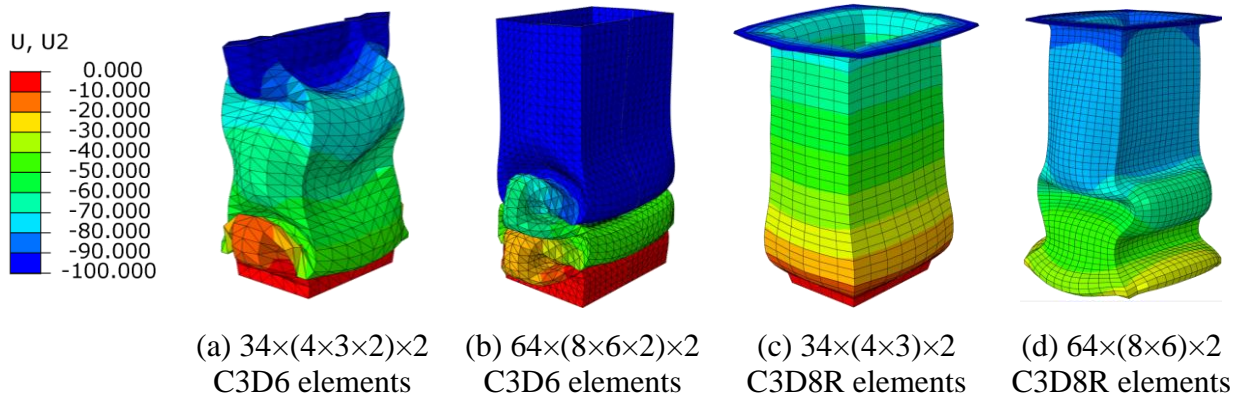 U, U2
0.000
-10.000
-20.000
-30.000
-40.000
-50.000
-60.000
-70.000
-80.000
-90.000
-100.000
(a) 34×(4×3×2)×2
C3D6 elements
(b) 64×(8×6×2)×2
C3D6 elements
(c) 34×(4×3)×2
C3D8R elements
(d) 64×(8×6)×2
C3D8R elements